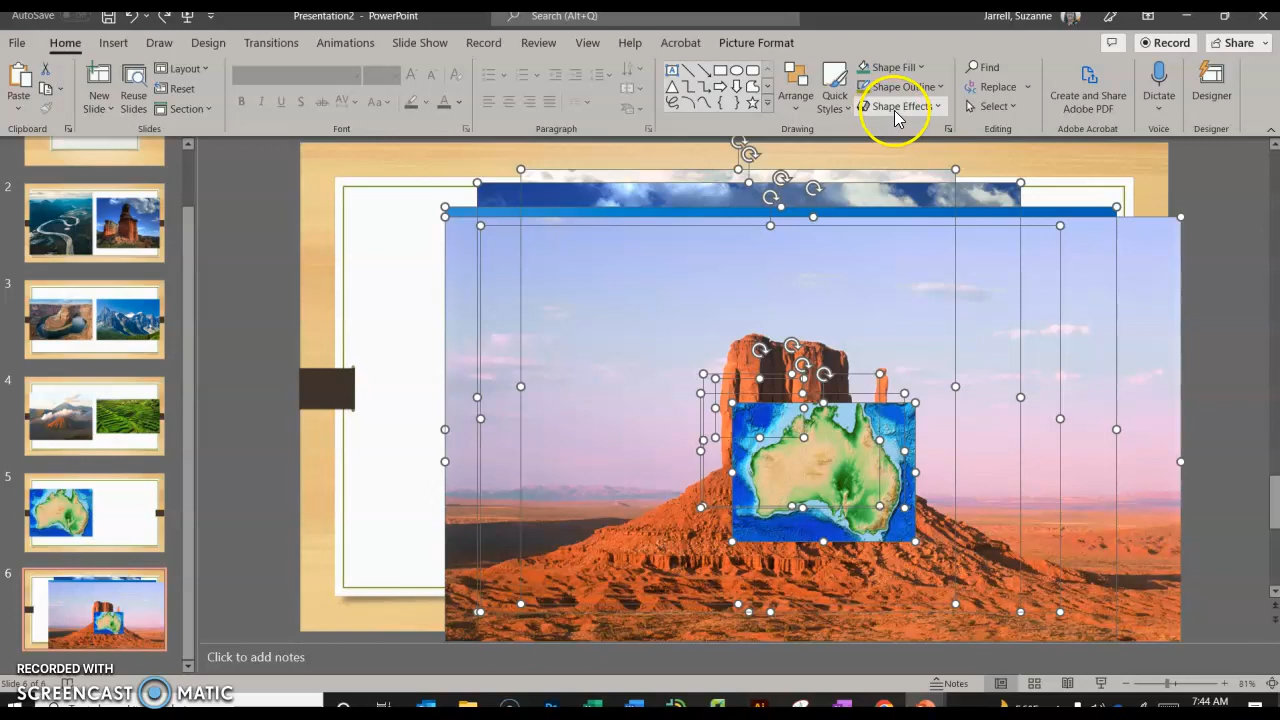 AutoSave
Presentation2 - PowerPoint
Search (Alt+Q)
Jarrell, Suzanne
File Home Insert Draw Design Transitions Animations Slide Show Record Review View Help Acrobat Picture Format Record Share
Paste
New Slide
Reuse Slides
Layout
Reset
Section
Arrange
Quick Styles
Shape Fill
Shape Outline
Shape Effects
Find
Replace
Select
Create and Share Adobe PDF
Dictate
Designer
Clipboard Slides Font Paragraph Drawing Editing Adobe Acrobat Voice Designer
2
3
4
5
6
Click to add notes
RECORDED WITH
SCREENCAST MATIC
Slide 6 of 6
Notes
81%
7:44 AM